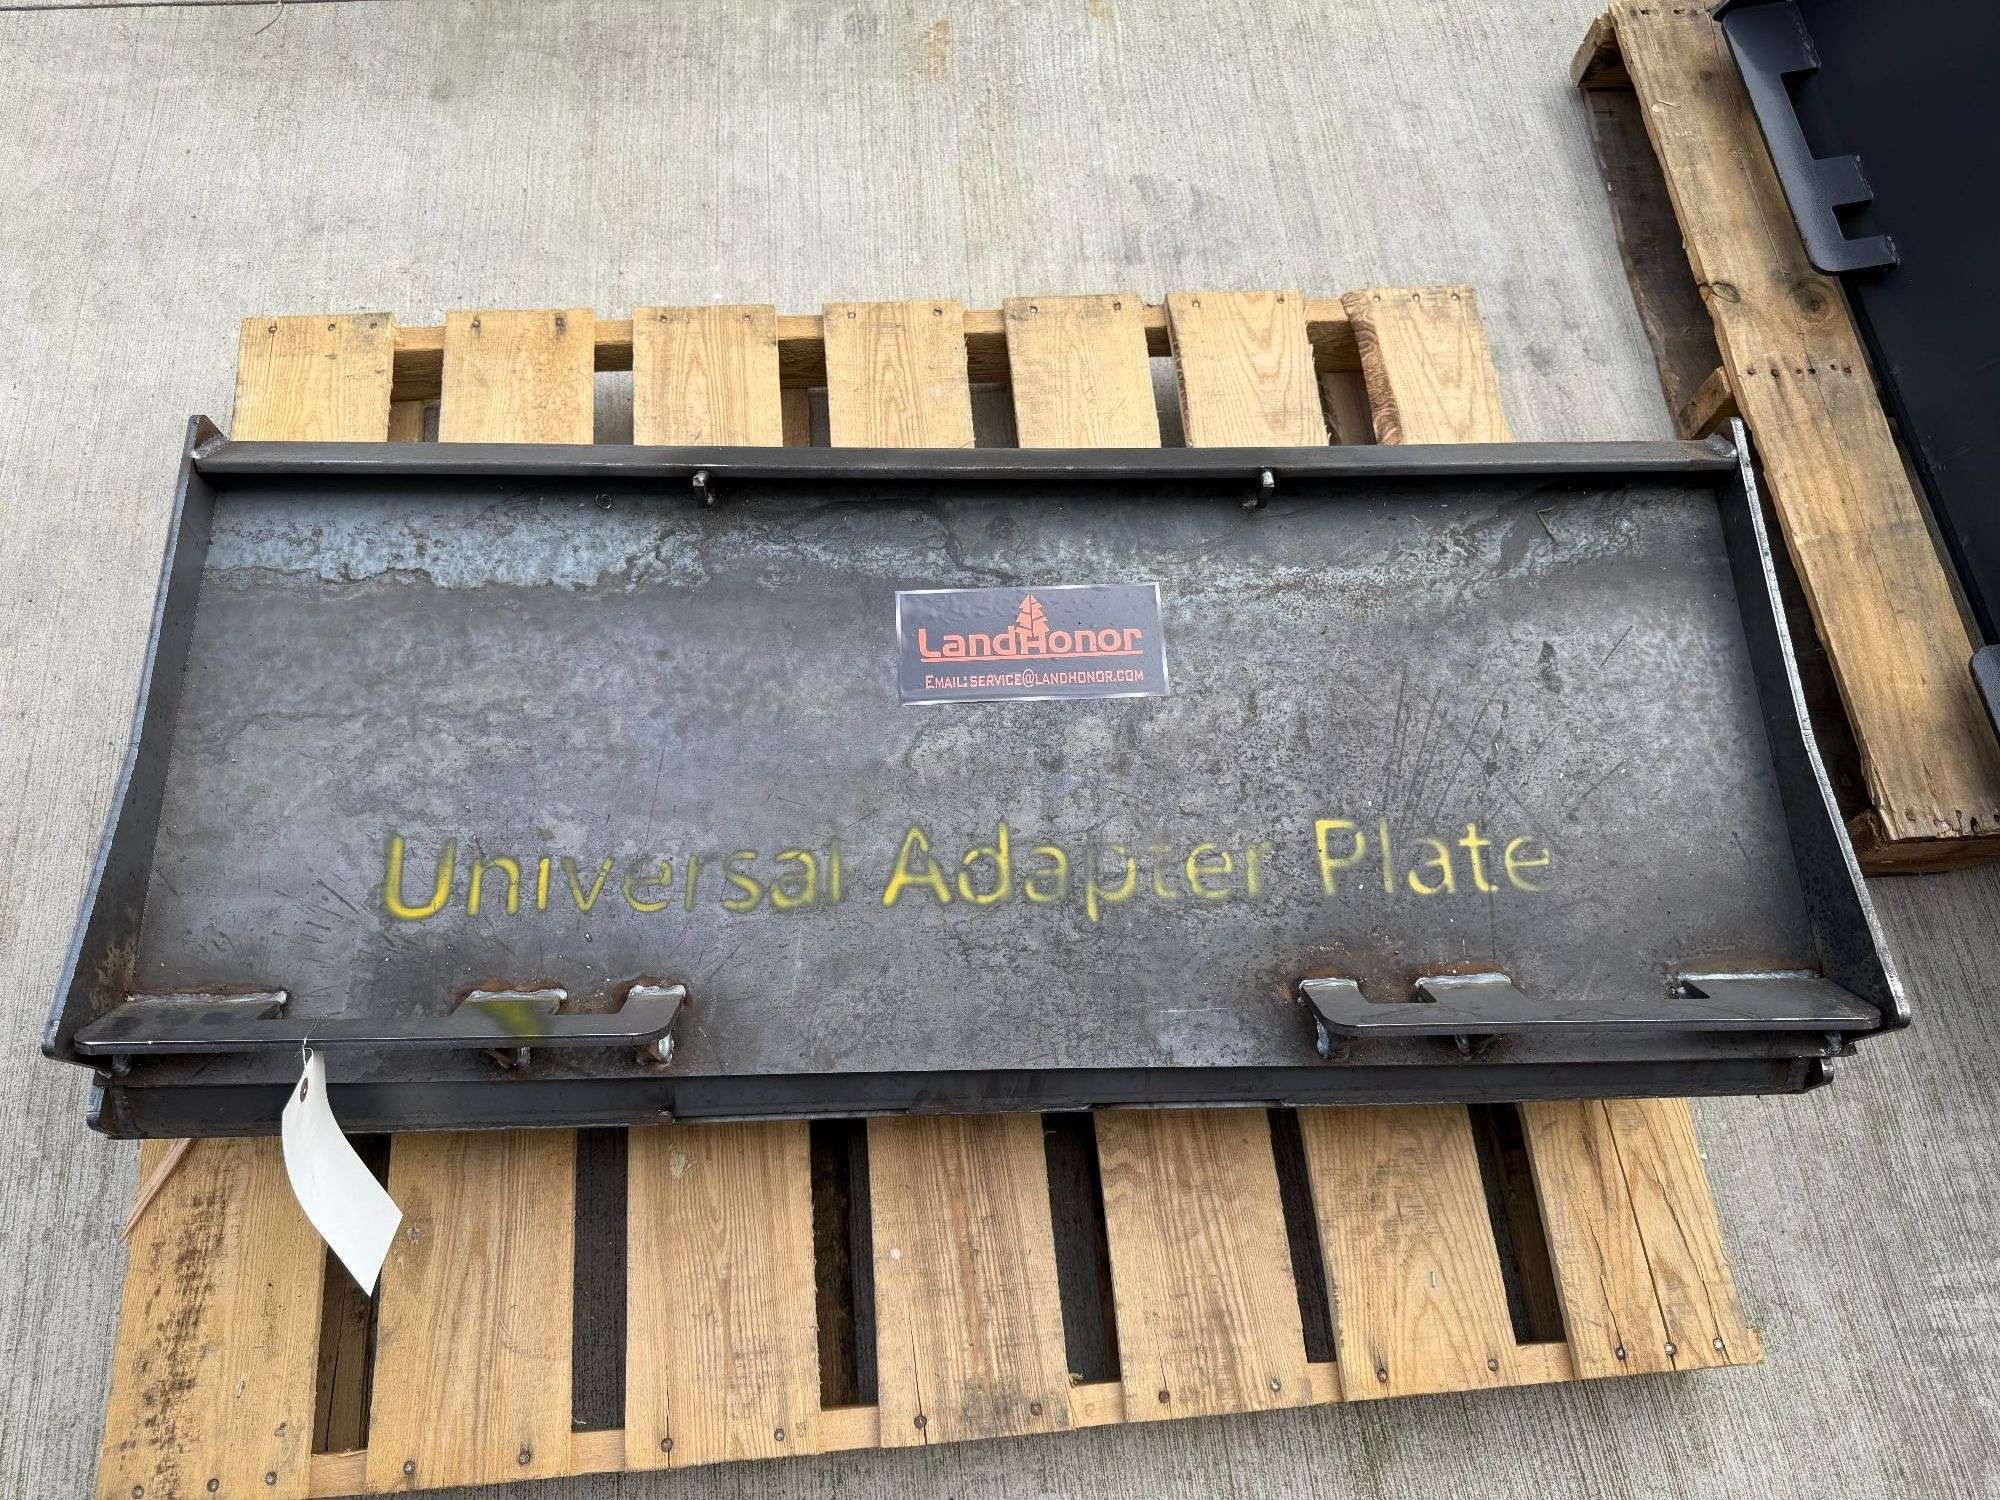 LandHonor
Email: service@landhonor.com
Universal Adapter Plate